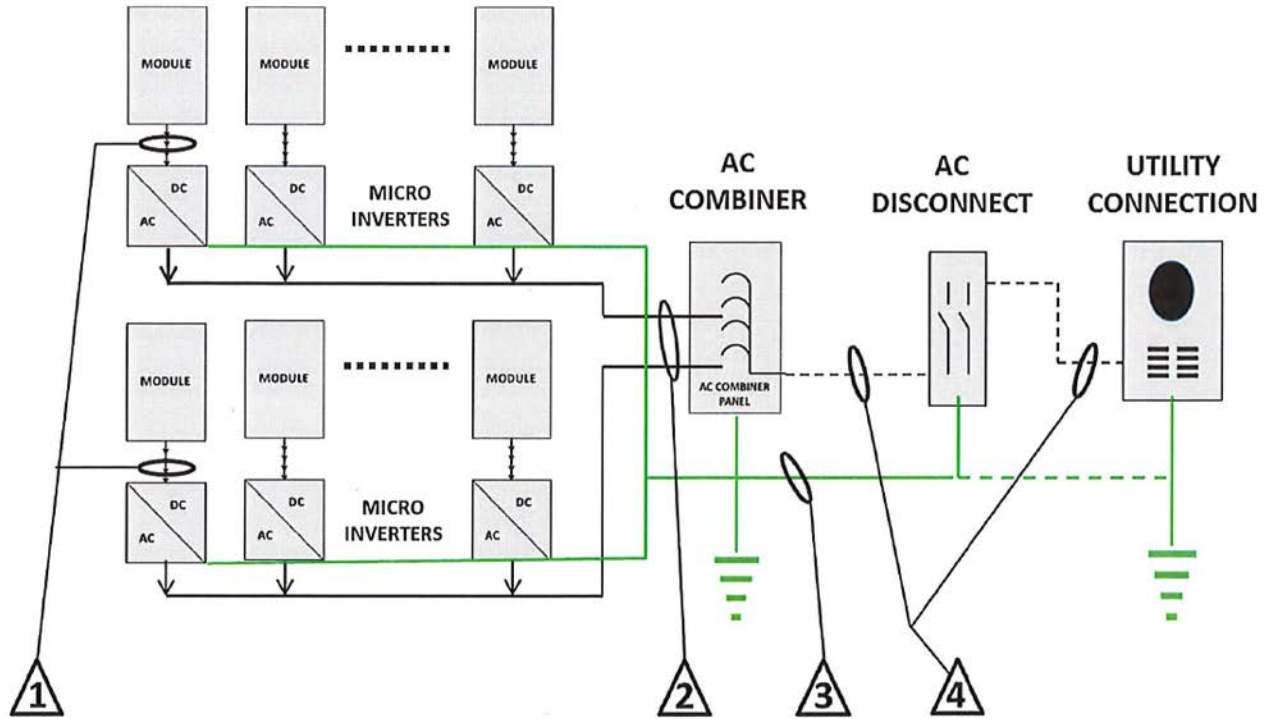 MODULE
MODULE
MODULE
DC
AC
DC
AC
MICRO
INVERTERS
DC
AC
AC
COMBINER
AC
DISCONNECT
UTILITY
CONNECTION
MODULE
MODULE
MODULE
AC COMBINER
PANEL
DC
AC
DC
AC
MICRO
INVERTERS
DC
AC
1
2
3
4